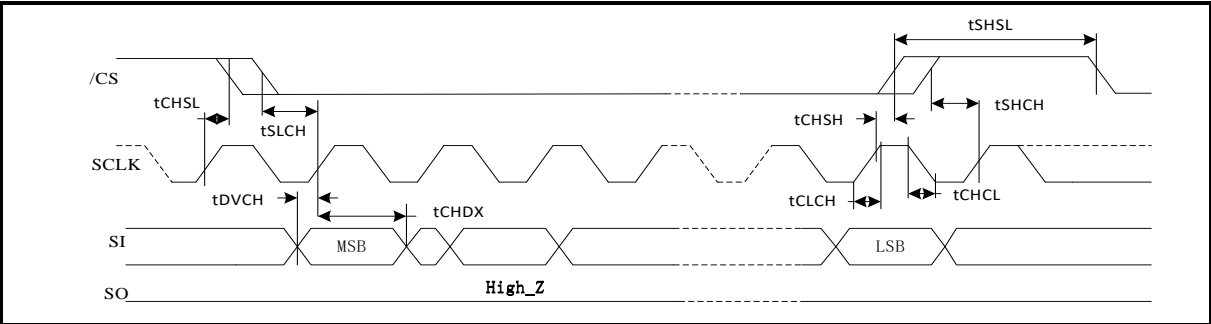 tSHSL
/CS
tCHSL
tSLCH
tCHSH
tSHCH
SCLK
tDVCH
tCHDX
tCLCH
tCHCL
SI
MSB
LSB
High_Z
SO